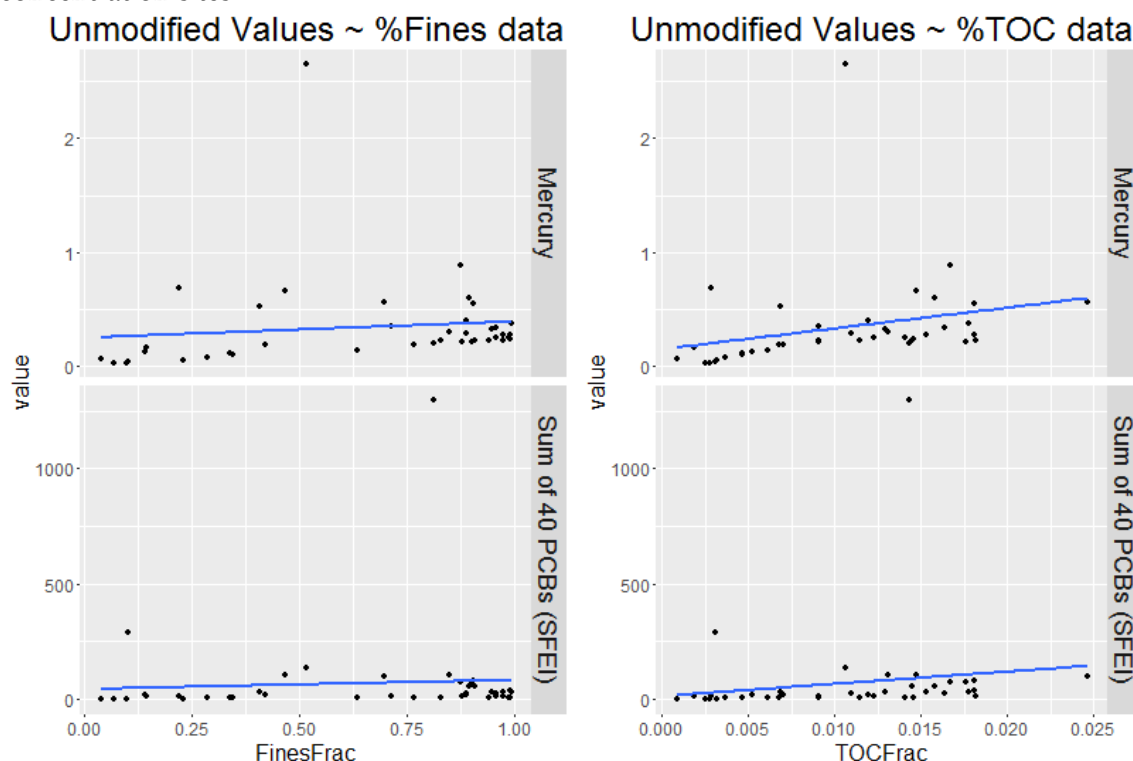 Unmodified Values ~ %Fines data
Unmodified Values ~ %TOC data
value
2
1
0
Mercury
1000
500
0
Sum of 40 PCBs (SFEI)
0.00 0.25 0.50 0.75 1.00
FinesFrac
value
2
1
0
Mercury
1000
500
0
Sum of 40 PCBs (SFEI)
0.000 0.005 0.010 0.015 0.020 0.025
TOCFrac